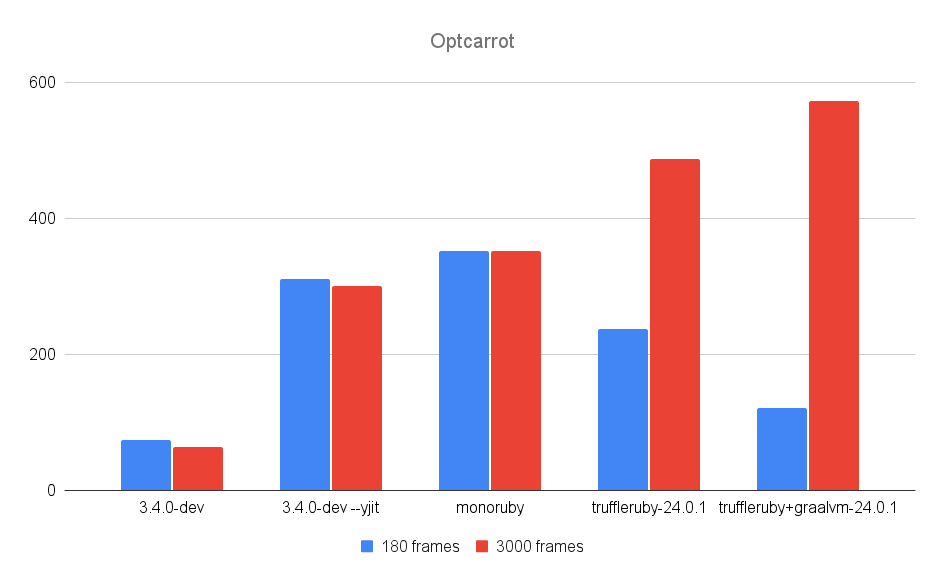 Optcarrot
600
400
200
0
3.4.0-dev 3.4.0-dev --yjit monoruby truffleruby-24.0.1 truffleruby+graalvm-24.0.1
180 frames 3000 frames